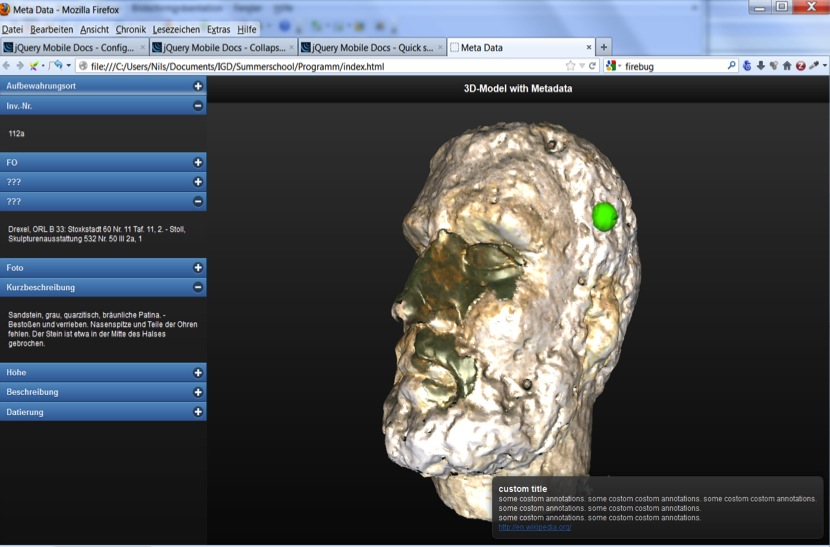 Meta Data - Mozilla Firefox
Datei Bearbeiten Ansicht Chronik Lesezeichen Extras Hilfe
jQuery Mobile Docs - Config... × jQuery Mobile Docs - Collaps... × jQuery Mobile Docs - Quick s... × Meta Data × +
file:///C:/Users/Nils/Documents/IGD/Summerschool/Programm/index.html firebug
Aufbewahrungsort
3D-Model with Metadata
Inv.-Nr.
112a
FO
???
???
Drexel, ORL B 33: Stoxkstadt 60 Nr. 11 Taf. 11, 2. - Stoll,
Skulpturenausstattung 532 Nr. 50 III 2a, 1
Foto
Kurzbeschreibung
Sandstein, grau, quarzitisch, bräunliche Patina. -
Bestoßen und verrieben. Nasenspitze und Teile der Ohren
fehlen. Der Stein ist etwa in der Mitte des Halses
gebrochen.
Höhe
Beschreibung
Datierung
custom title
some costom annotations. some costom costom annotations. some costom costom annotations.
some costom annotations. some costom costom annotations.
some costom annotations. some costom costom annotations.
http://en.wikipedia.org/